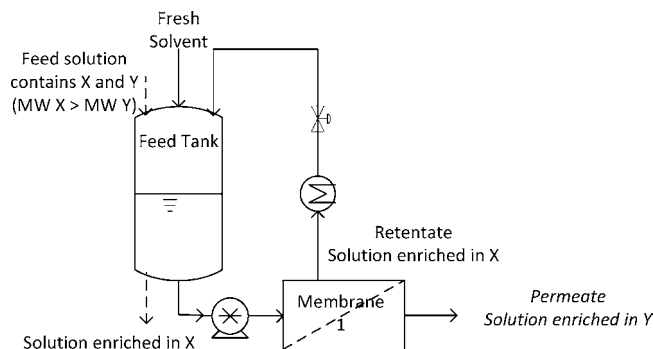 Fresh
Solvent
Feed solution
contains X and Y
(MW X > MW Y)
Feed Tank
Retentate
Solution enriched in X
Membrane
1
Permeate
Solution enriched in Y
Solution enriched in X